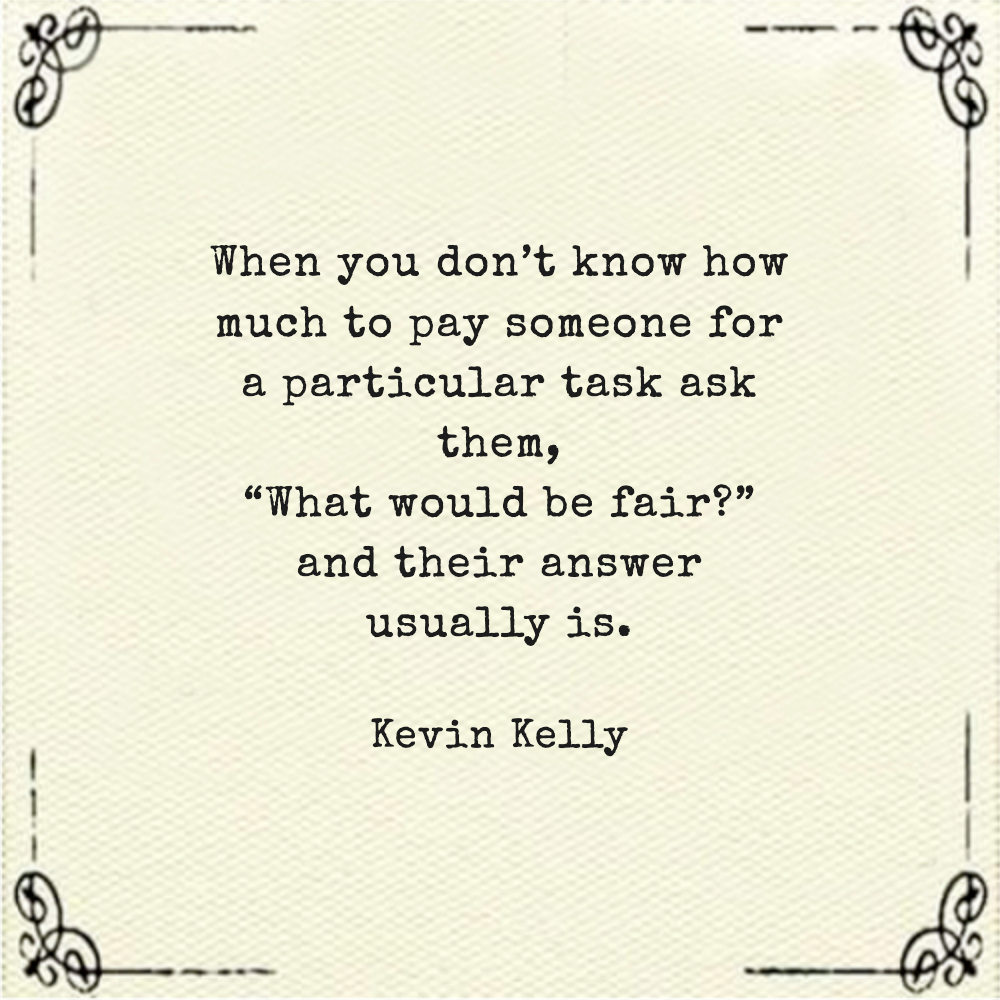 When you don’t know how
much to pay someone for
a particular task ask
them,
“What would be fair?”
and their answer
usually is.
Kevin Kelly